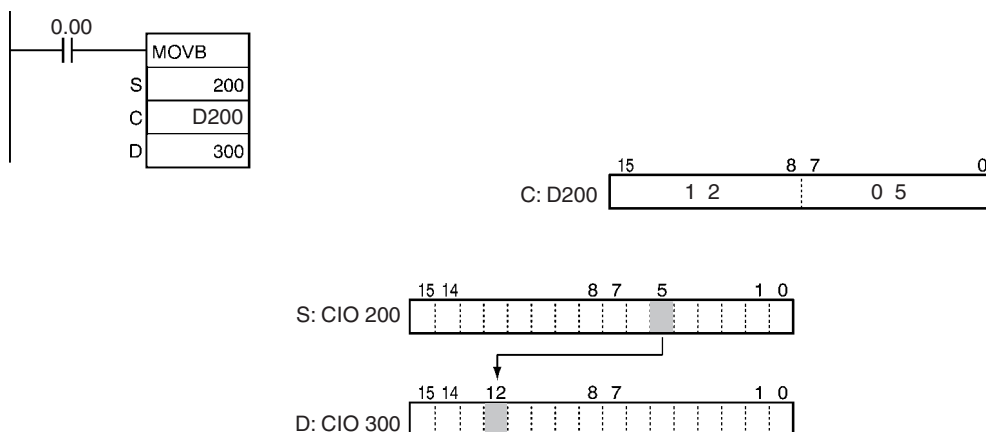 0.00
MOVB
S 200
C D200
D 300
15 8 7 0
C: D200 1 2 0 5
15 14 8 7 5 1 0
S: CIO 200
15 14 12 8 7 1 0
D: CIO 300